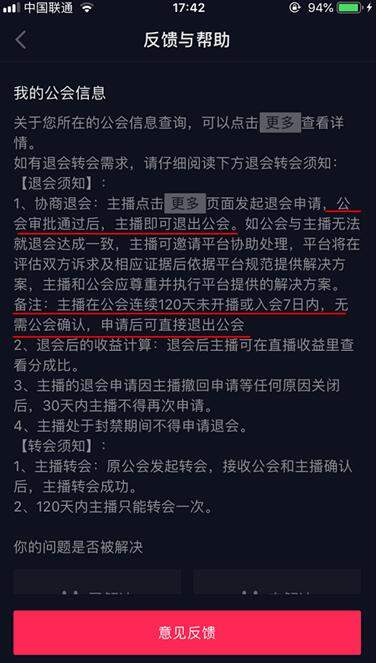 中国联通 17:42 94%
反馈与帮助
我的公会信息
关于您所在的公会信息查询，可以点击 更多 查看详
情。
如有退会转会需求，请仔细阅读下方退会转会须知：
【退会须知】：
1、协商退会：主播点击 更多 页面发起退会申请，公
会审批通过后，主播即可退出公会。如公会与主播无法
就退会达成一致，主播可邀请平台协助处理，平台将在
评估双方诉求及相应证据后依据平台规范提供解决方
案，主播和公会应尊重并执行平台提供的解决方案。
备注：主播在公会连续120天未开播或入会7日内，无
需公会确认，申请后可直接退出公会
2、退会后的收益计算：退会后主播可在直播收益里查
看分成比。
3、主播的退会申请因主播撤回申请等任何原因关闭
后，30天内主播不得再次申请。
4、主播处于封禁期间不得申请退会。
【转会须知】：
1、主播转会：原公会发起转会，接收公会和主播确认
后，主播转会成功。
2、120天内主播只能转会一次。
你的问题是否被解决
意见反馈